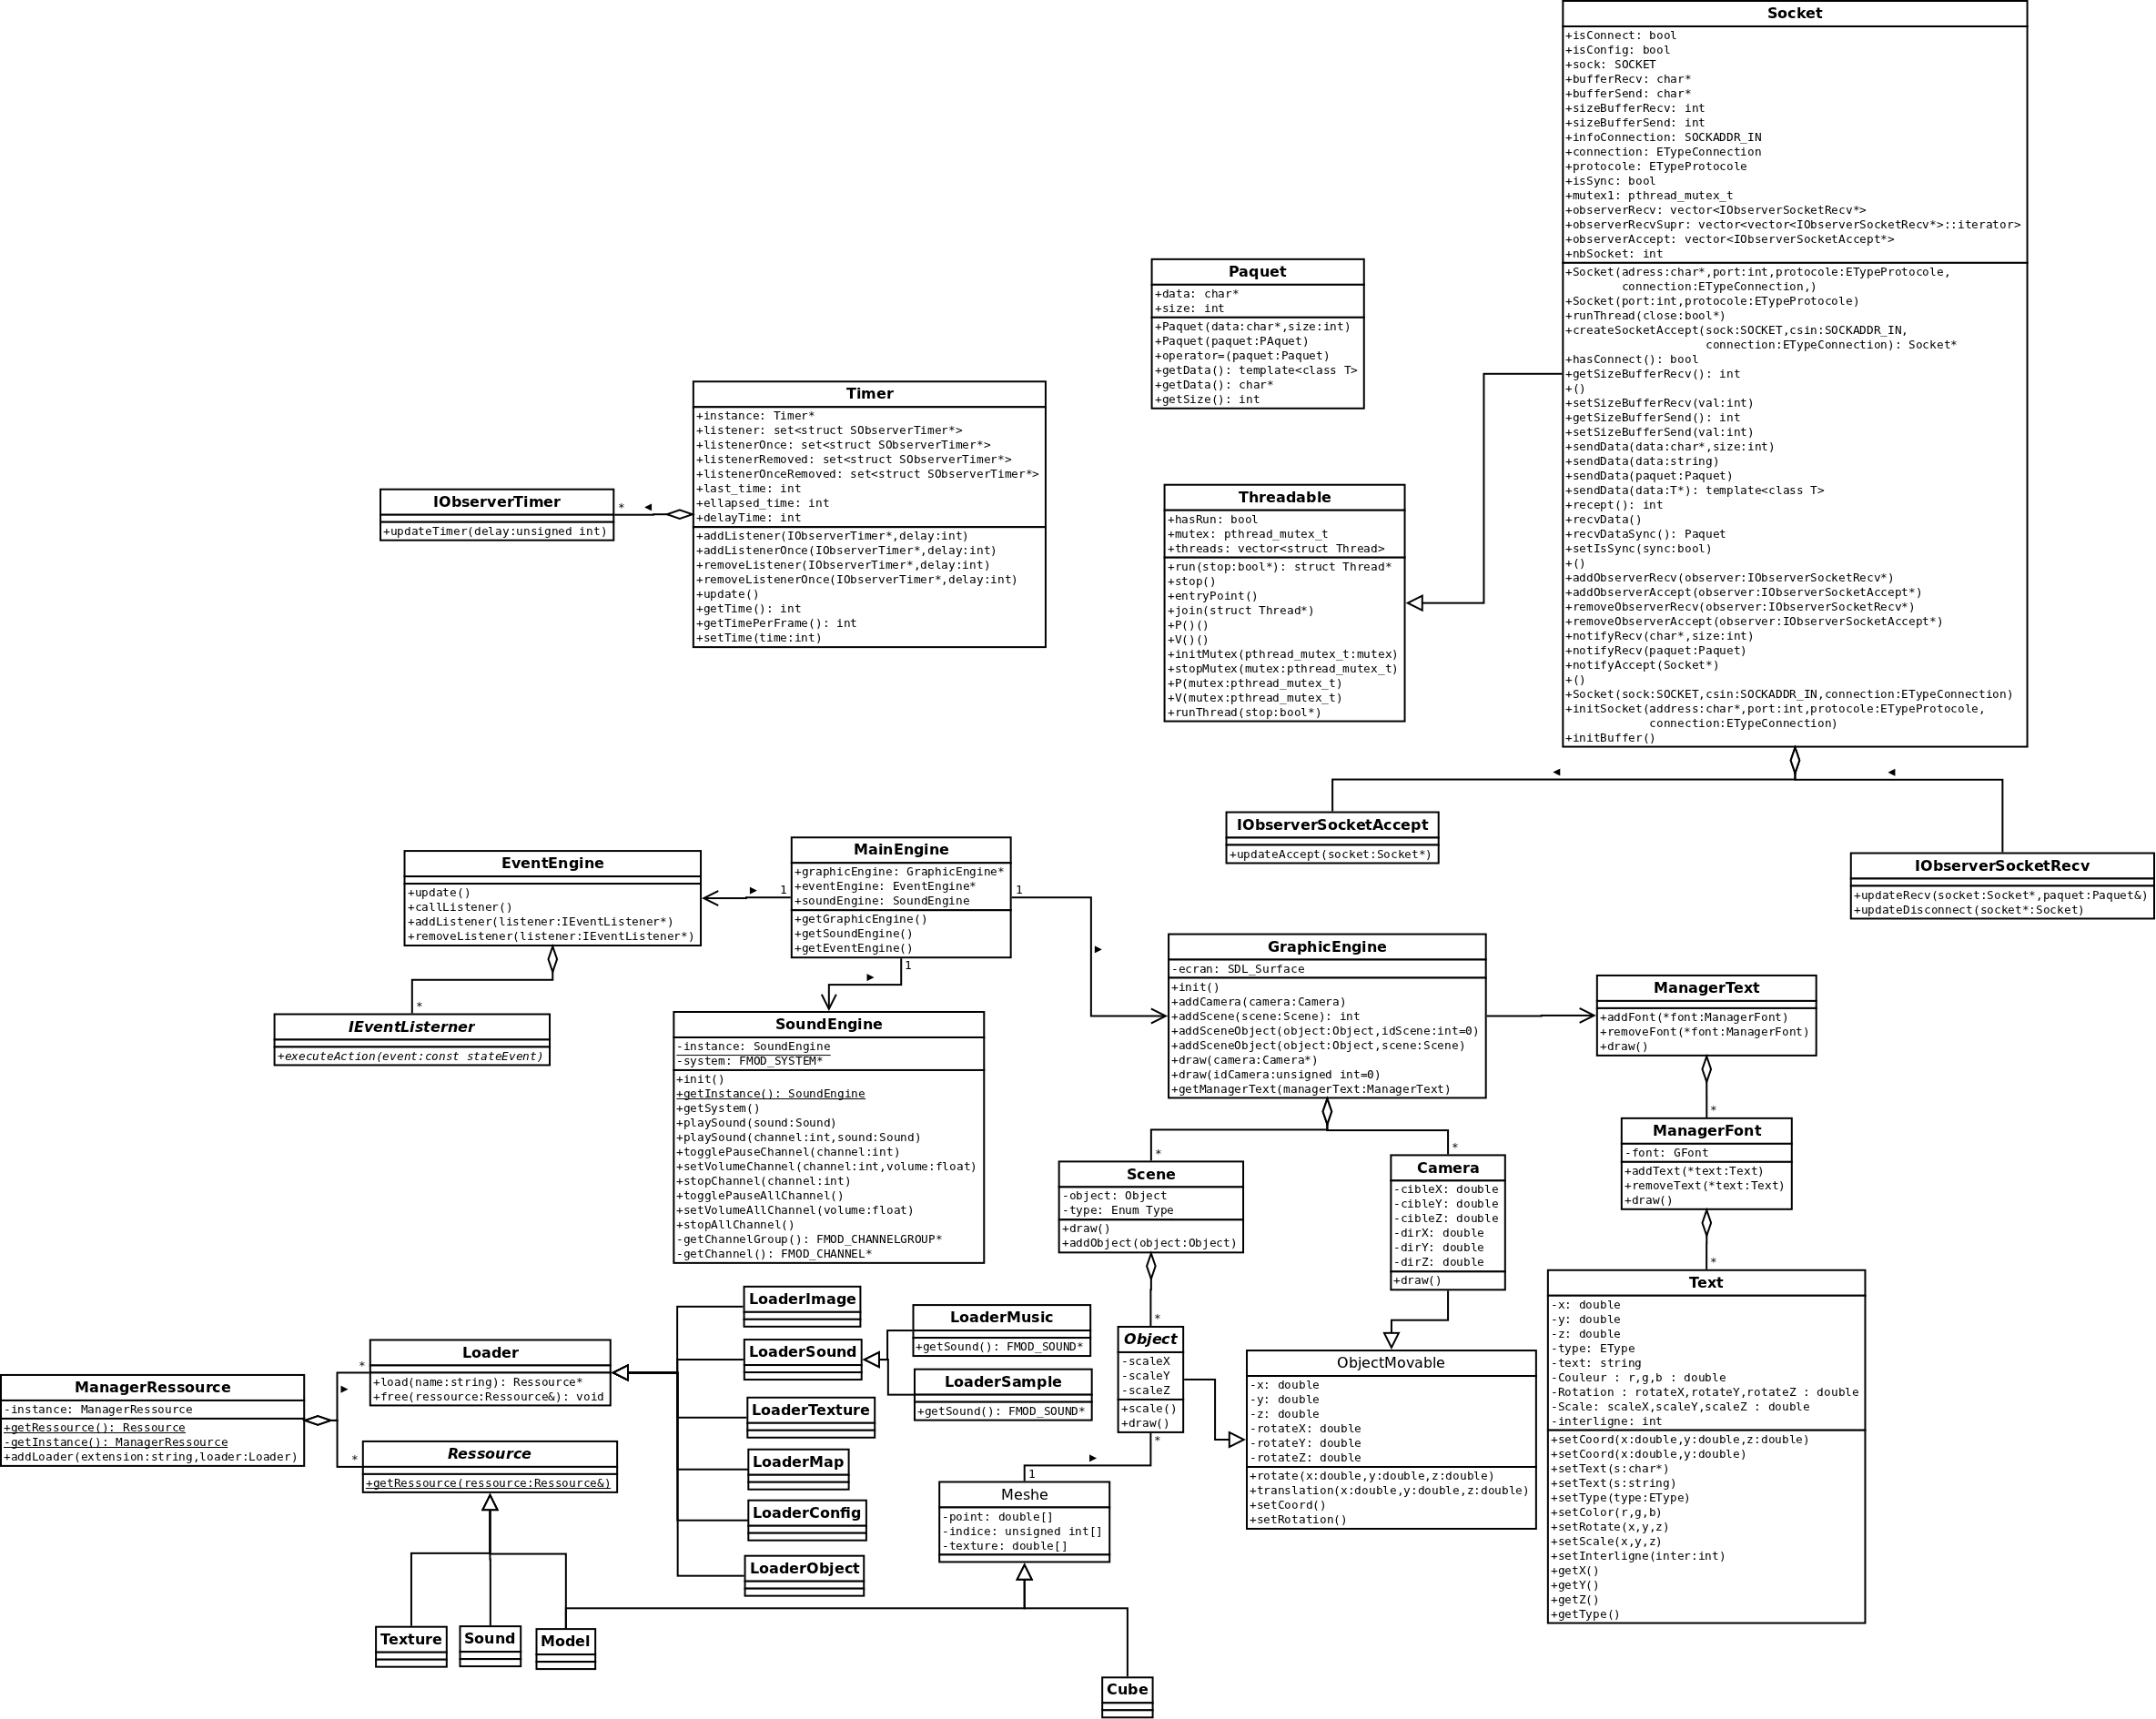 Socket
+isConnect: bool
+isConfig: bool
+sock: SOCKET
+bufferRecv: char*
+bufferSend: char*
+sizeBufferRecv: int
+sizeBufferSend: int
+infoConnection: SOCKADDR_IN
+connection: ETypeConnection
+protocole: ETypeProtocole
+isSync: bool
+mutex1: pthread_mutex_t
+observerRecv: vector<IObserverSocketRecv*>
+observerRecvSupr: vector<vector<IObserverSocketRecv*>::iterator>
+observerAccept: vector<IObserverSocketAccept*>
+nbSocket: int
+Socket(adress:char*,port:int,protocole:ETypeProtocole,
connection:ETypeConnection,)
+Socket(port:int,protocole:ETypeProtocole)
+runThread(close:bool*)
+createSocketAccept(sock:SOCKET,csin:SOCKADDR_IN,
connection:ETypeConnection): Socket*
+hasConnect(): bool
+getSizeBufferRecv(): int
+()
+setSizeBufferRecv(val:int)
+getSizeBufferSend(): int
+setSizeBufferSend(val:int)
+sendData(data:char*,size:int)
+sendData(data:string)
+sendData(paquet:Paquet)
+sendData(data:T*): template<class T>
+recept(): int
+recvData()
+recvDataSync(): Paquet
+setIsSync(sync:bool)
+()
+addObserverRecv(observer:IObserverSocketRecv*)
+addObserverAccept(observer:IObserverSocketAccept*)
+removeObserverRecv(observer:IObserverSocketRecv*)
+removeObserverAccept(observer:IObserverSocketAccept*)
+notifyRecv(char*,size:int)
+notifyRecv(paquet:Paquet)
+notifyAccept(Socket*)
+()
+Socket(sock:SOCKET,csin:SOCKADDR_IN,connection:ETypeConnection)
+initSocket(address:char*,port:int,protocole:ETypeProtocole,
connection:ETypeConnection)
+initBuffer()
Paquet
+data: char*
+size: int
+Paquet(data:char*,size:int)
+Paquet(paquet:PAquet)
+operator=(paquet:Paquet)
+getData(): template<class T>
+getData(): char*
+getSize(): int
Timer
+instance: Timer*
+listener: set<struct SObserverTimer*>
+listenerOnce: set<struct SObserverTimer*>
+listenerRemoved: set<struct SObserverTimer*>
+listenerOnceRemoved: set<struct SObserverTimer*>
+last_time: int
+ellapsed_time: int
+delayTime: int
+addListener(IObserverTimer*,delay:int)
+addListenerOnce(IObserverTimer*,delay:int)
+removeListener(IObserverTimer*,delay:int)
+removeListenerOnce(IObserverTimer*,delay:int)
+update()
+getTime(): int
+getTimePerFrame(): int
+setTime(time:int)
IObserverTimer
+updateTimer(delay:unsigned int)
*
Threadable
+hasRun: bool
+mutex: pthread_mutex_t
+threads: vector<struct Thread>
+run(stop:bool*): struct Thread*
+stop()
+entryPoint()
+join(struct Thread*)
+P()()
+V()()
+initMutex(pthread_mutex_t:mutex)
+stopMutex(mutex:pthread_mutex_t)
+P(mutex:pthread_mutex_t)
+V(mutex:pthread_mutex_t)
+runThread(stop:bool*)
IObserverSocketAccept
+updateAccept(socket:Socket*)
IObserverSocketRecv
+updateRecv(socket:Socket*,paquet:Paquet&)
+updateDisconnect(socket*:Socket)
EventEngine
+update()
+callListener()
+addListener(listener:IEventListener*)
+removeListener(listener:IEventListener*)
MainEngine
+graphicEngine: GraphicEngine*
+eventEngine: EventEngine*
+soundEngine: SoundEngine
+getGraphicEngine()
+getSoundEngine()
+getEventEngine()
1
1
1
*
IEventListerner
+executeAction(event:const stateEvent)
SoundEngine
-instance: SoundEngine
-system: FMOD_SYSTEM*
+init()
+getInstance(): SoundEngine
+getSystem()
+playSound(sound:Sound)
+playSound(channel:int,sound:Sound)
+togglePauseChannel(channel:int)
+setVolumeChannel(channel:int,volume:float)
+stopChannel(channel:int)
+togglePauseAllChannel()
+setVolumeAllChannel(volume:float)
+stopAllChannel()
-getChannelGroup(): FMOD_CHANNELGROUP*
-getChannel(): FMOD_CHANNEL*
GraphicEngine
-ecran: SDL_Surface
+init()
+addCamera(camera:Camera)
+addScene(scene:Scene): int
+addSceneObject(object:Object,idScene:int=0)
+addSceneObject(object:Object,scene:Scene)
+draw(camera:Camera*)
+draw(idCamera:unsigned int=0)
+getManagerText(managerText:ManagerText)
ManagerText
+addFont(*font:ManagerFont)
+removeFont(*font:ManagerFont)
+draw()
*
ManagerFont
-font: GFont
+addText(*text:Text)
+removeText(*text:Text)
+draw()
*
Text
-x: double
-y: double
-z: double
-type: EType
-text: string
-Couleur : r,g,b : double
-Rotation : rotateX,rotateY,rotateZ : double
-Scale: scaleX,scaleY,scaleZ : double
-interligne: int
+setCoord(x:double,y:double,z:double)
+setCoord(x:double,y:double)
+setText(s:char*)
+setText(s:string)
+setType(type:EType)
+setColor(r,g,b)
+setRotate(x,y,z)
+setScale(x,y,z)
+setInterligne(inter:int)
+getX()
+getY()
+getZ()
+getType()
*
Scene
-object: Object
-type: Enum Type
+draw()
+addObject(object:Object)
*
Camera
-cibleX: double
-cibleY: double
-cibleZ: double
-dirX: double
-dirY: double
-dirZ: double
+draw()
*
Object
-scaleX
-scaleY
-scaleZ
+scale()
+draw()
*
ObjectMovable
-x: double
-y: double
-z: double
-rotateX: double
-rotateY: double
-rotateZ: double
+rotate(x:double,y:double,z:double)
+translation(x:double,y:double,z:double)
+setCoord()
+setRotation()
1
Meshe
-point: double[]
-indice: unsigned int[]
-texture: double[]
LoaderImage
LoaderSound
LoaderTexture
LoaderMap
LoaderConfig
LoaderObject
LoaderMusic
+getSound(): FMOD_SOUND*
LoaderSample
+getSound(): FMOD_SOUND*
*
Loader
+load(name:string): Ressource*
+free(ressource:Ressource&): void
ManagerRessource
-instance: ManagerRessource
+getRessource(): Ressource
-getInstance(): ManagerRessource
+addLoader(extension:string,loader:Loader)
*
Ressource
+getRessource(ressource:Ressource&)
Texture
Sound
Model
Cube